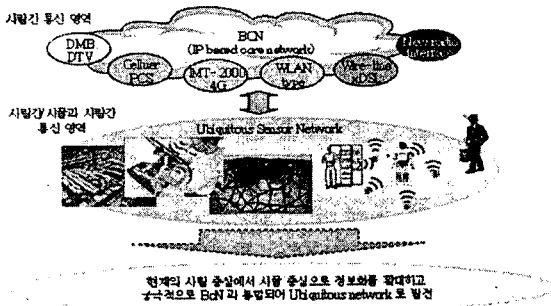 사람간 통신 영역
BCN
(IP based core network)
DMB
DTV
Cellular
PCS
IMT-2000
4G
WLAN
type
Wire-line
xDSL
사람간/사물과 사람간
통신 영역
Ubiquitous Sensor Network
현재의 사람 중심에서 사물 중심으로 정보화를 확대하고
궁극적으로 BcN 과 통합되어 Ubiquitous network 로 발전